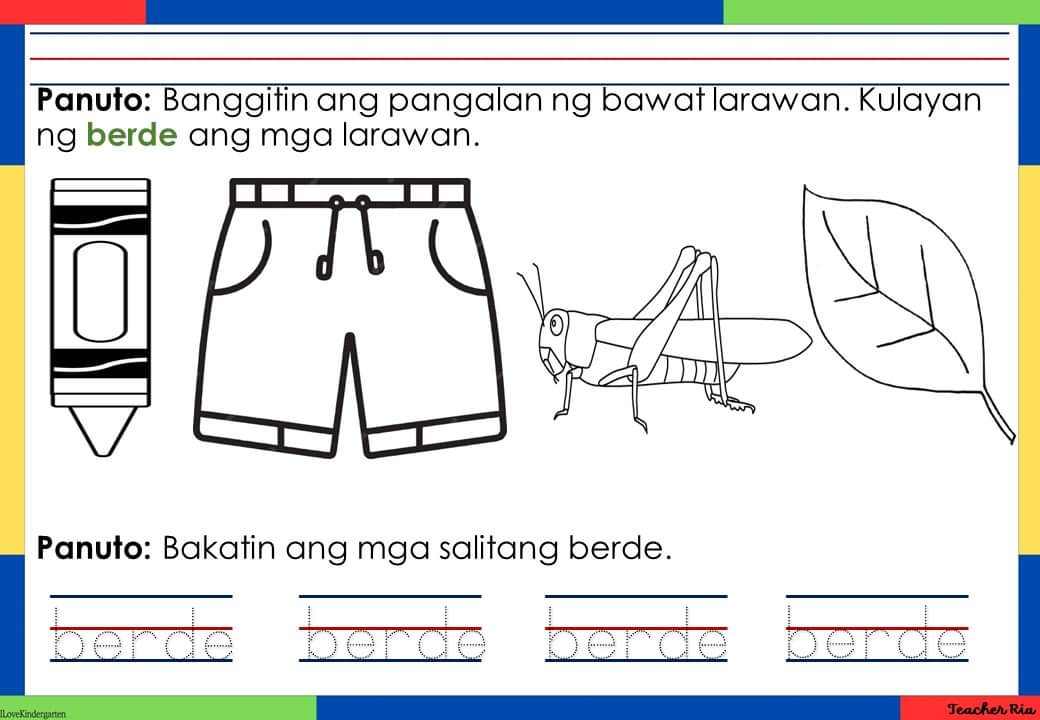 Panuto: Banggitin ang pangalan ng bawat larawan. Kulayan
ng berde ang mga larawan.
Panuto: Bakatin ang mga salitang berde.
berde berde berde berde
ILoveKindergarten
Teacher Ria